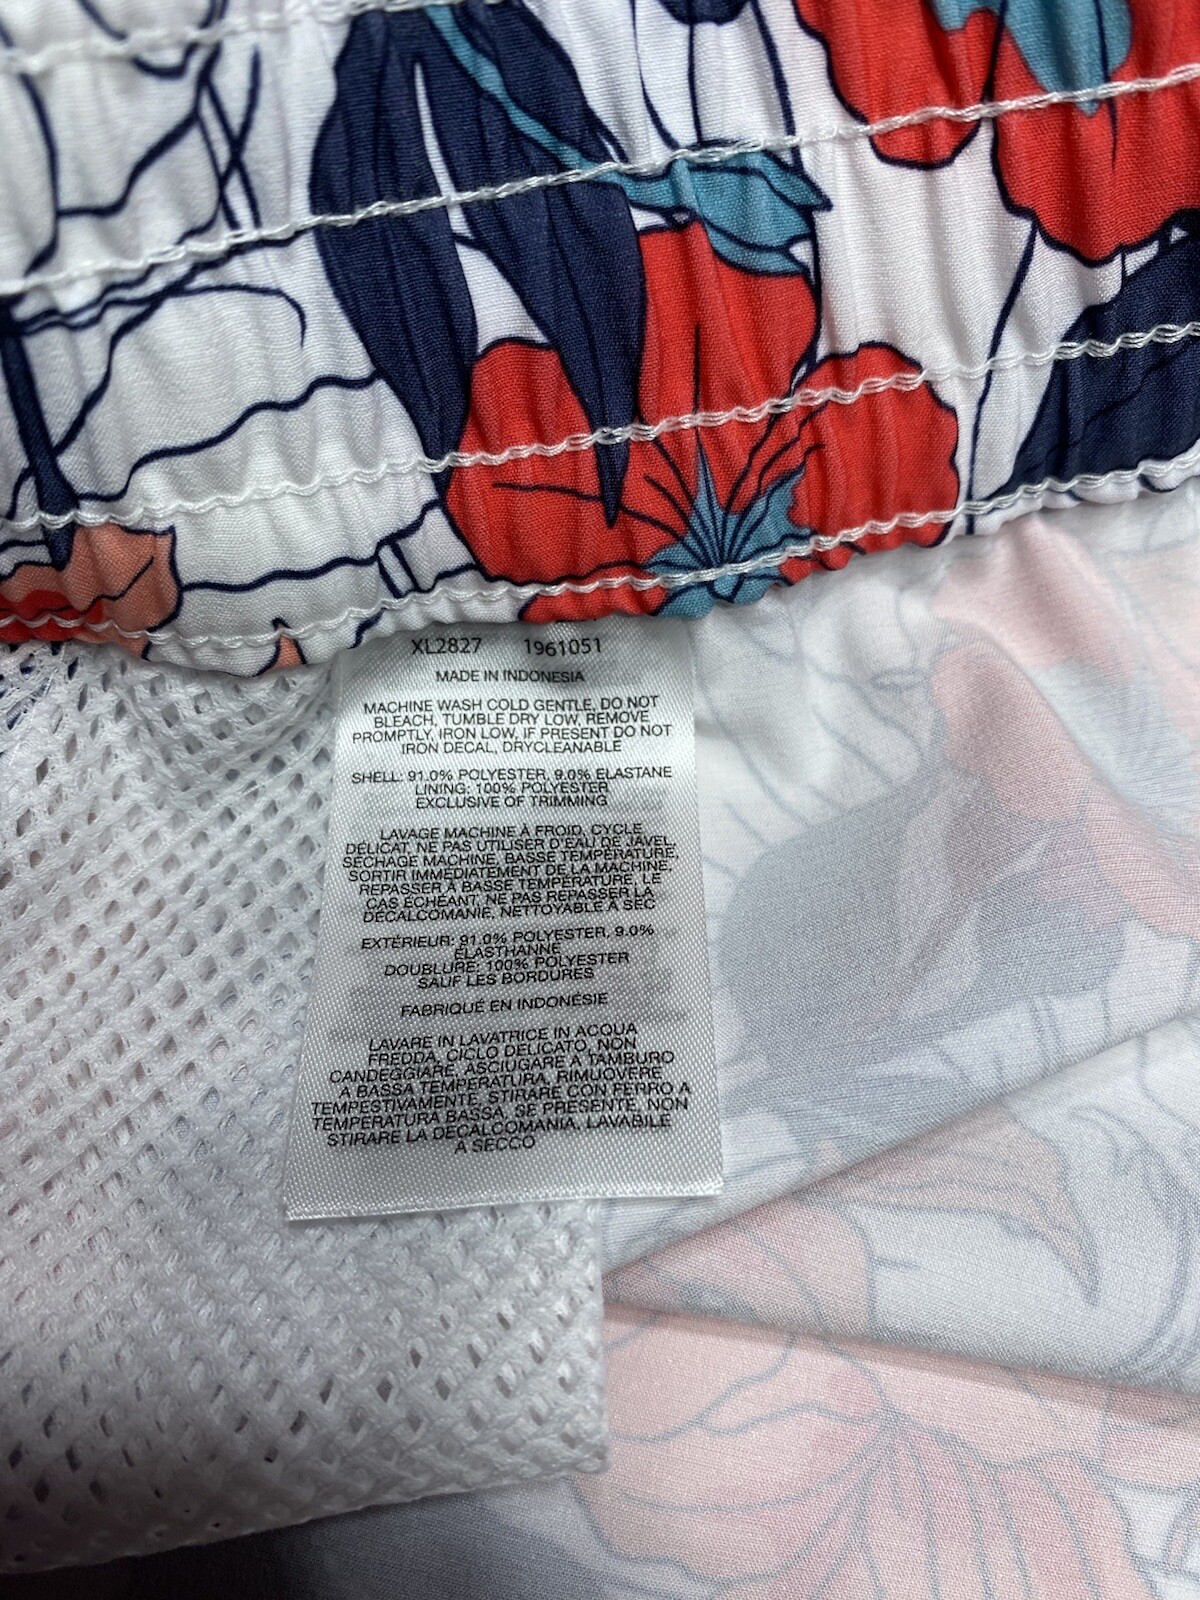 XL2827 1961051
MADE IN INDONESIA
MACHINE WASH COLD GENTLE, DO NOT
BLEACH, TUMBLE DRY LOW, REMOVE
PROMPTLY, IRON LOW, IF PRESENT DO NOT
IRON DECAL, DRYCLEANABLE
SHELL: 91.0% POLYESTER, 9.0% ELASTANE
LINING: 100% POLYESTER
EXCLUSIVE OF TRIMMING
LAVAGE MACHINE À FROID, CYCLE
DÉLICAT, NE PAS UTILISER D'EAU DE JAVEL,
SÉCHAGE MACHINE, BASSE TEMPÉRATURE,
SORTIR IMMÉDIATEMENT DE LA MACHINE,
REPASSER À BASSE TEMPÉRATURE, LE
CAS ÉCHÉANT, NE PAS REPASSER LA
DÉCALCOMANIE, NETTOYABLE À SEC
EXTÉRIEUR: 91.0% POLYESTER, 9.0%
ÉLASTHANNE
DOUBLURE: 100% POLYESTER
SAUF LES BORDURES
FABRIQUÉ EN INDONÉSIE
LAVARE IN LAVATRICE IN ACQUA
FREDDA, CICLO DELICATO, NON
CANDEGGIARE, ASCIUGARE A TAMBURO
A BASSA TEMPERATURA, RIMUOVERE
TEMPESTIVAMENTE, STIRARE CON FERRO A
TEMPERATURA BASSA, SE PRESENTE, NON
STIRARE LA DECALCOMANIA, LAVABILE
A SECCO